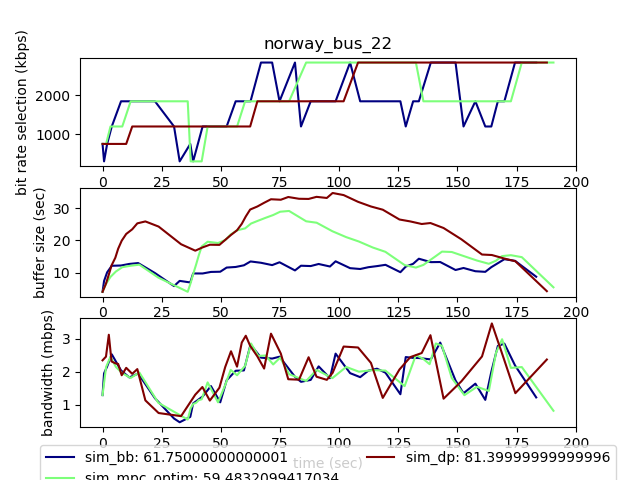 norway_bus_22
bit rate selection (kbps)
2000
1000
0 25 50 75 100 125 150 175 200
buffer size (sec)
30
20
10
0 25 50 75 100 125 150 175 200
bandwidth (mbps)
3
2
1
0 25 50 75 100 125 150 175 200
time (sec)
sim_bb: 61.75000000000001 sim_dp: 81.39999999999996
sim_mpc_optim: 59.4832099417034